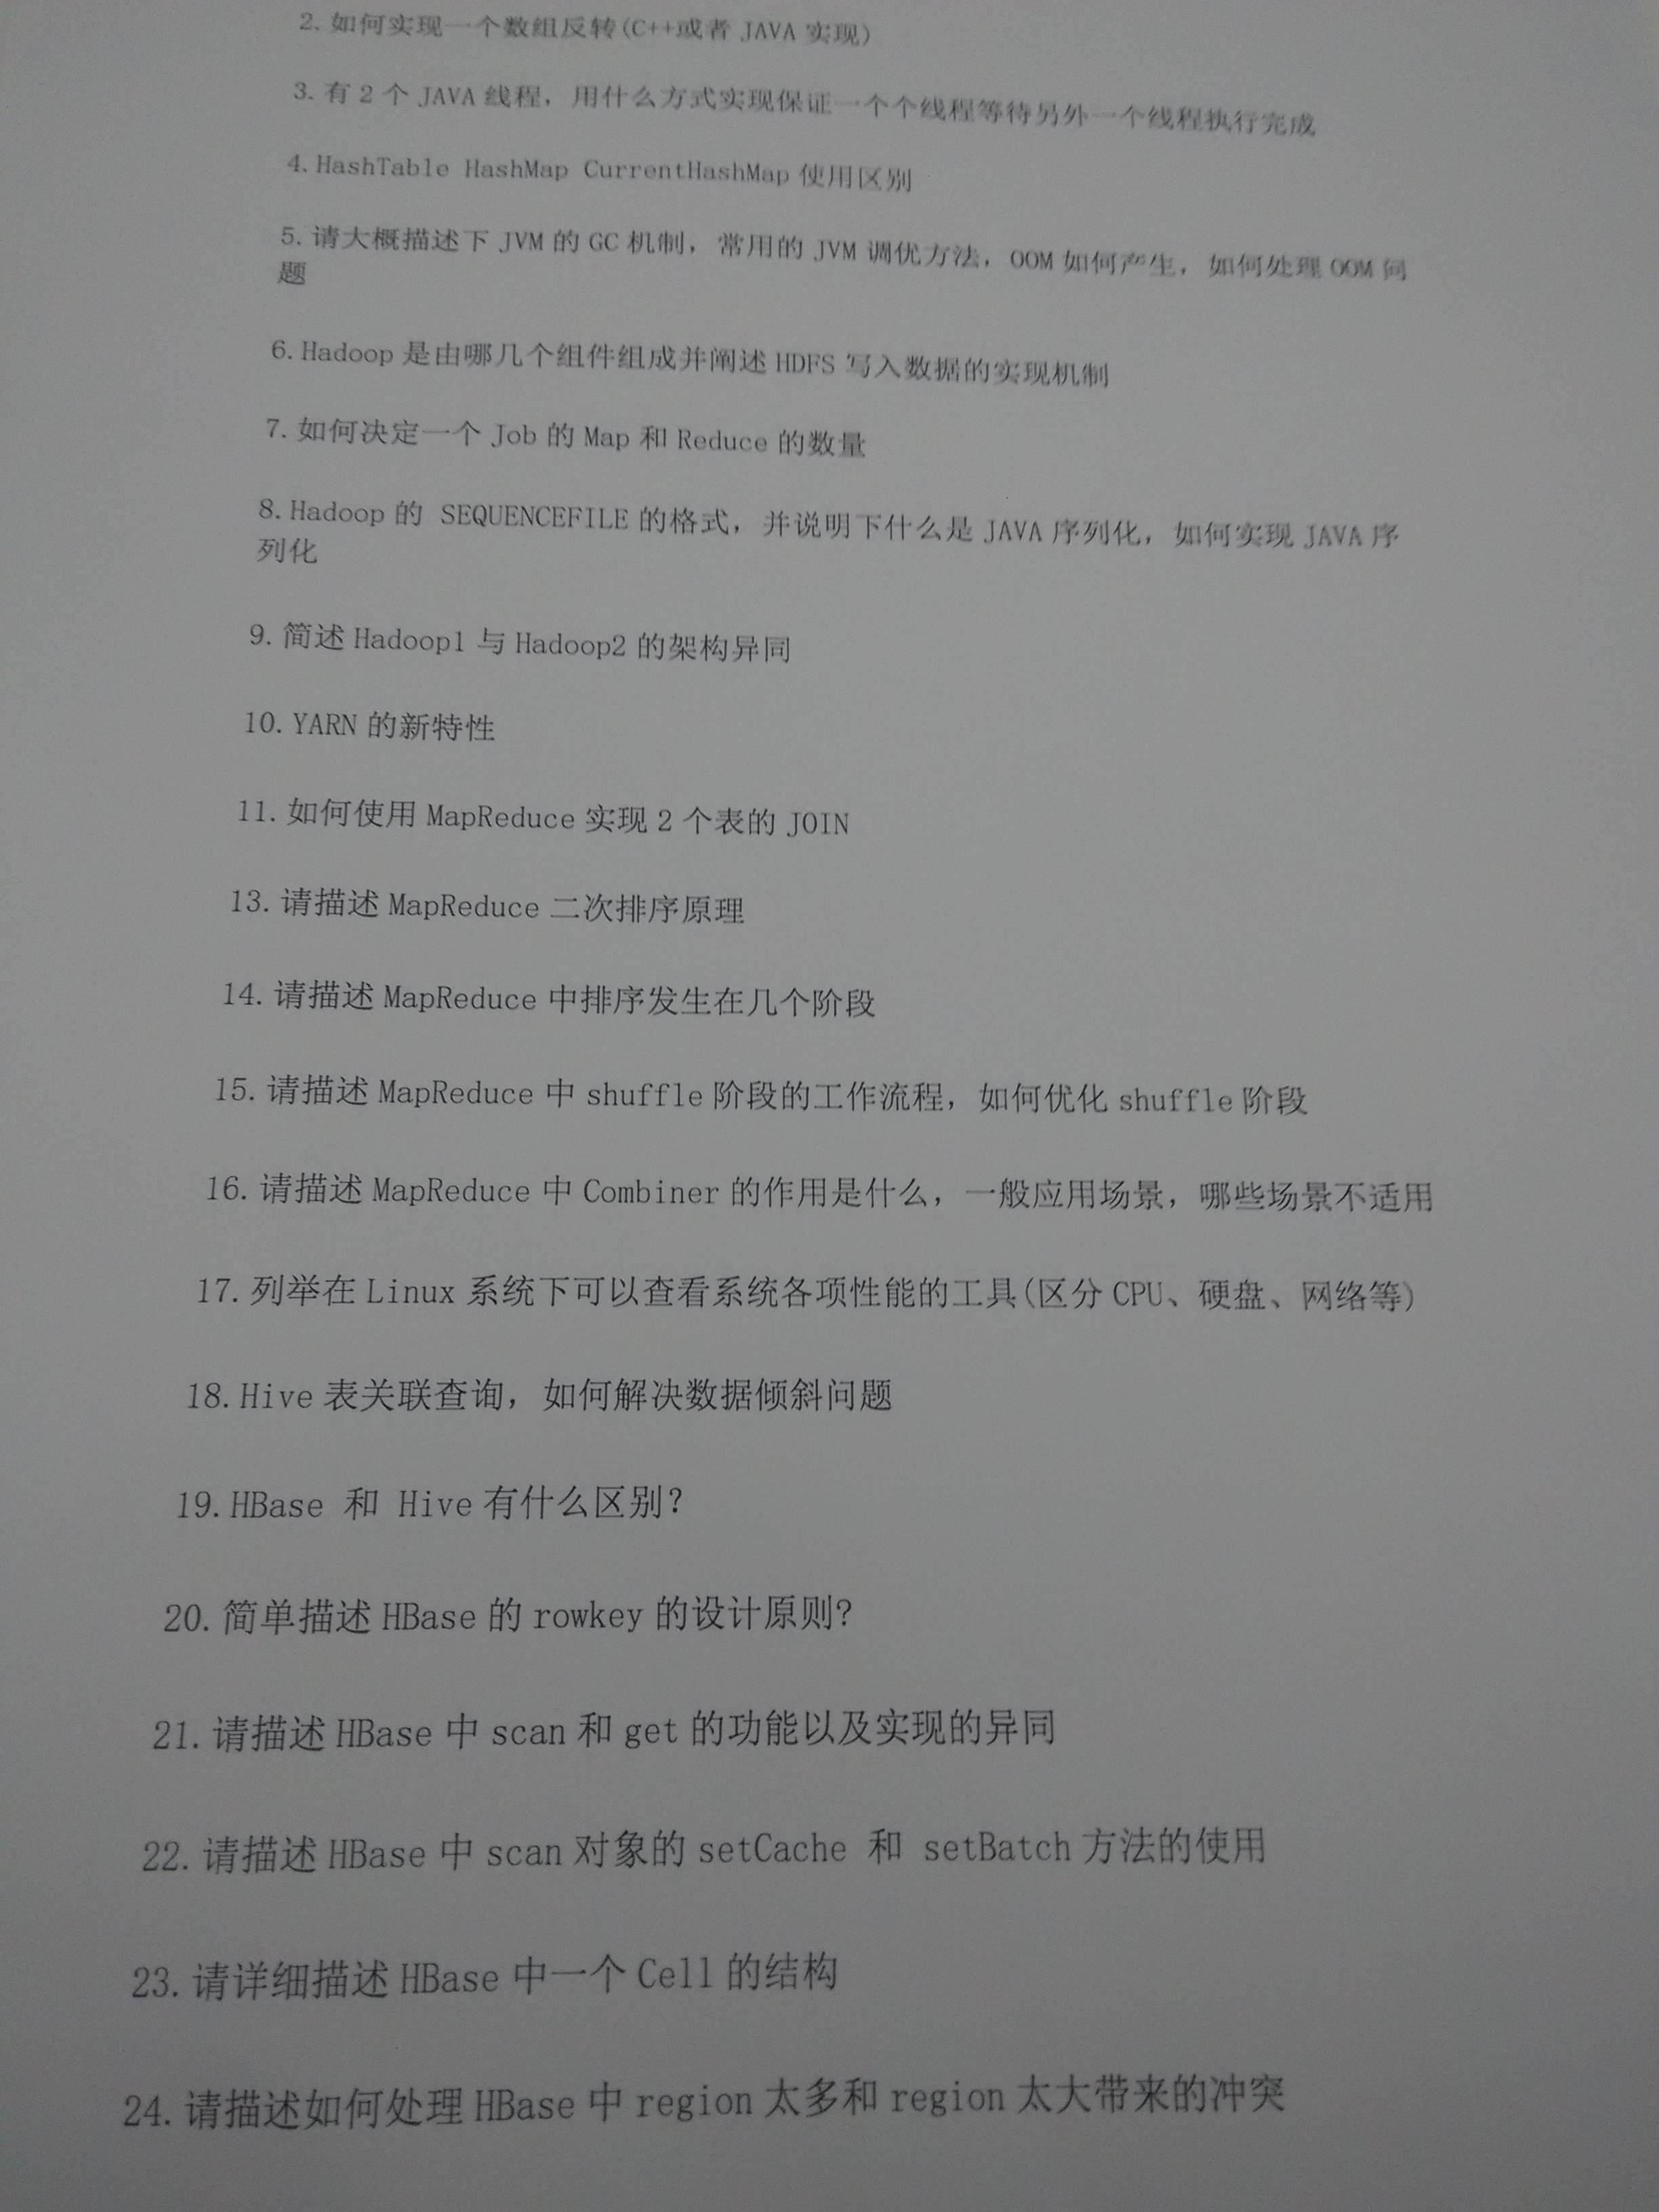 2. 如何实现一个数组反转(C++或者 JAVA 实现)
3. 有 2 个 JAVA 线程，用什么方式实现保证一个个线程等待另外一个线程执行完成
4. HashTable HashMap CurrentHashMap 使用区别
5. 请大概描述下 JVM 的 GC 机制，常用的 JVM 调优方法，OOM 如何产生，如何处理 OOM 问
题
6. Hadoop 是由哪几个组件组成并阐述 HDFS 写入数据的实现机制
7. 如何决定一个 Job 的 Map 和 Reduce 的数量
8. Hadoop 的 SEQUENCEFILE 的格式，并说明下什么是 JAVA 序列化，如何实现 JAVA 序
列化
9. 简述 Hadoop1 与 Hadoop2 的架构异同
10. YARN 的新特性
11. 如何使用 MapReduce 实现 2 个表的 JOIN
13. 请描述 MapReduce 二次排序原理
14. 请描述 MapReduce 中排序发生在几个阶段
15. 请描述 MapReduce 中 shuffle 阶段的工作流程，如何优化 shuffle 阶段
16. 请描述 MapReduce 中 Combiner 的作用是什么，一般应用场景，哪些场景不适用
17. 列举在 Linux 系统下可以查看系统各项性能的工具(区分 CPU、硬盘、网络等)
18. Hive 表关联查询，如何解决数据倾斜问题
19. HBase 和 Hive 有什么区别？
20. 简单描述 HBase 的 rowkey 的设计原则?
21. 请描述 HBase 中 scan 和 get 的功能以及实现的异同
22. 请描述 HBase 中 scan 对象的 setCache 和 setBatch 方法的使用
23. 请详细描述 HBase 中一个 Cell 的结构
24. 请描述如何处理 HBase 中 region 太多和 region 太大带来的冲突